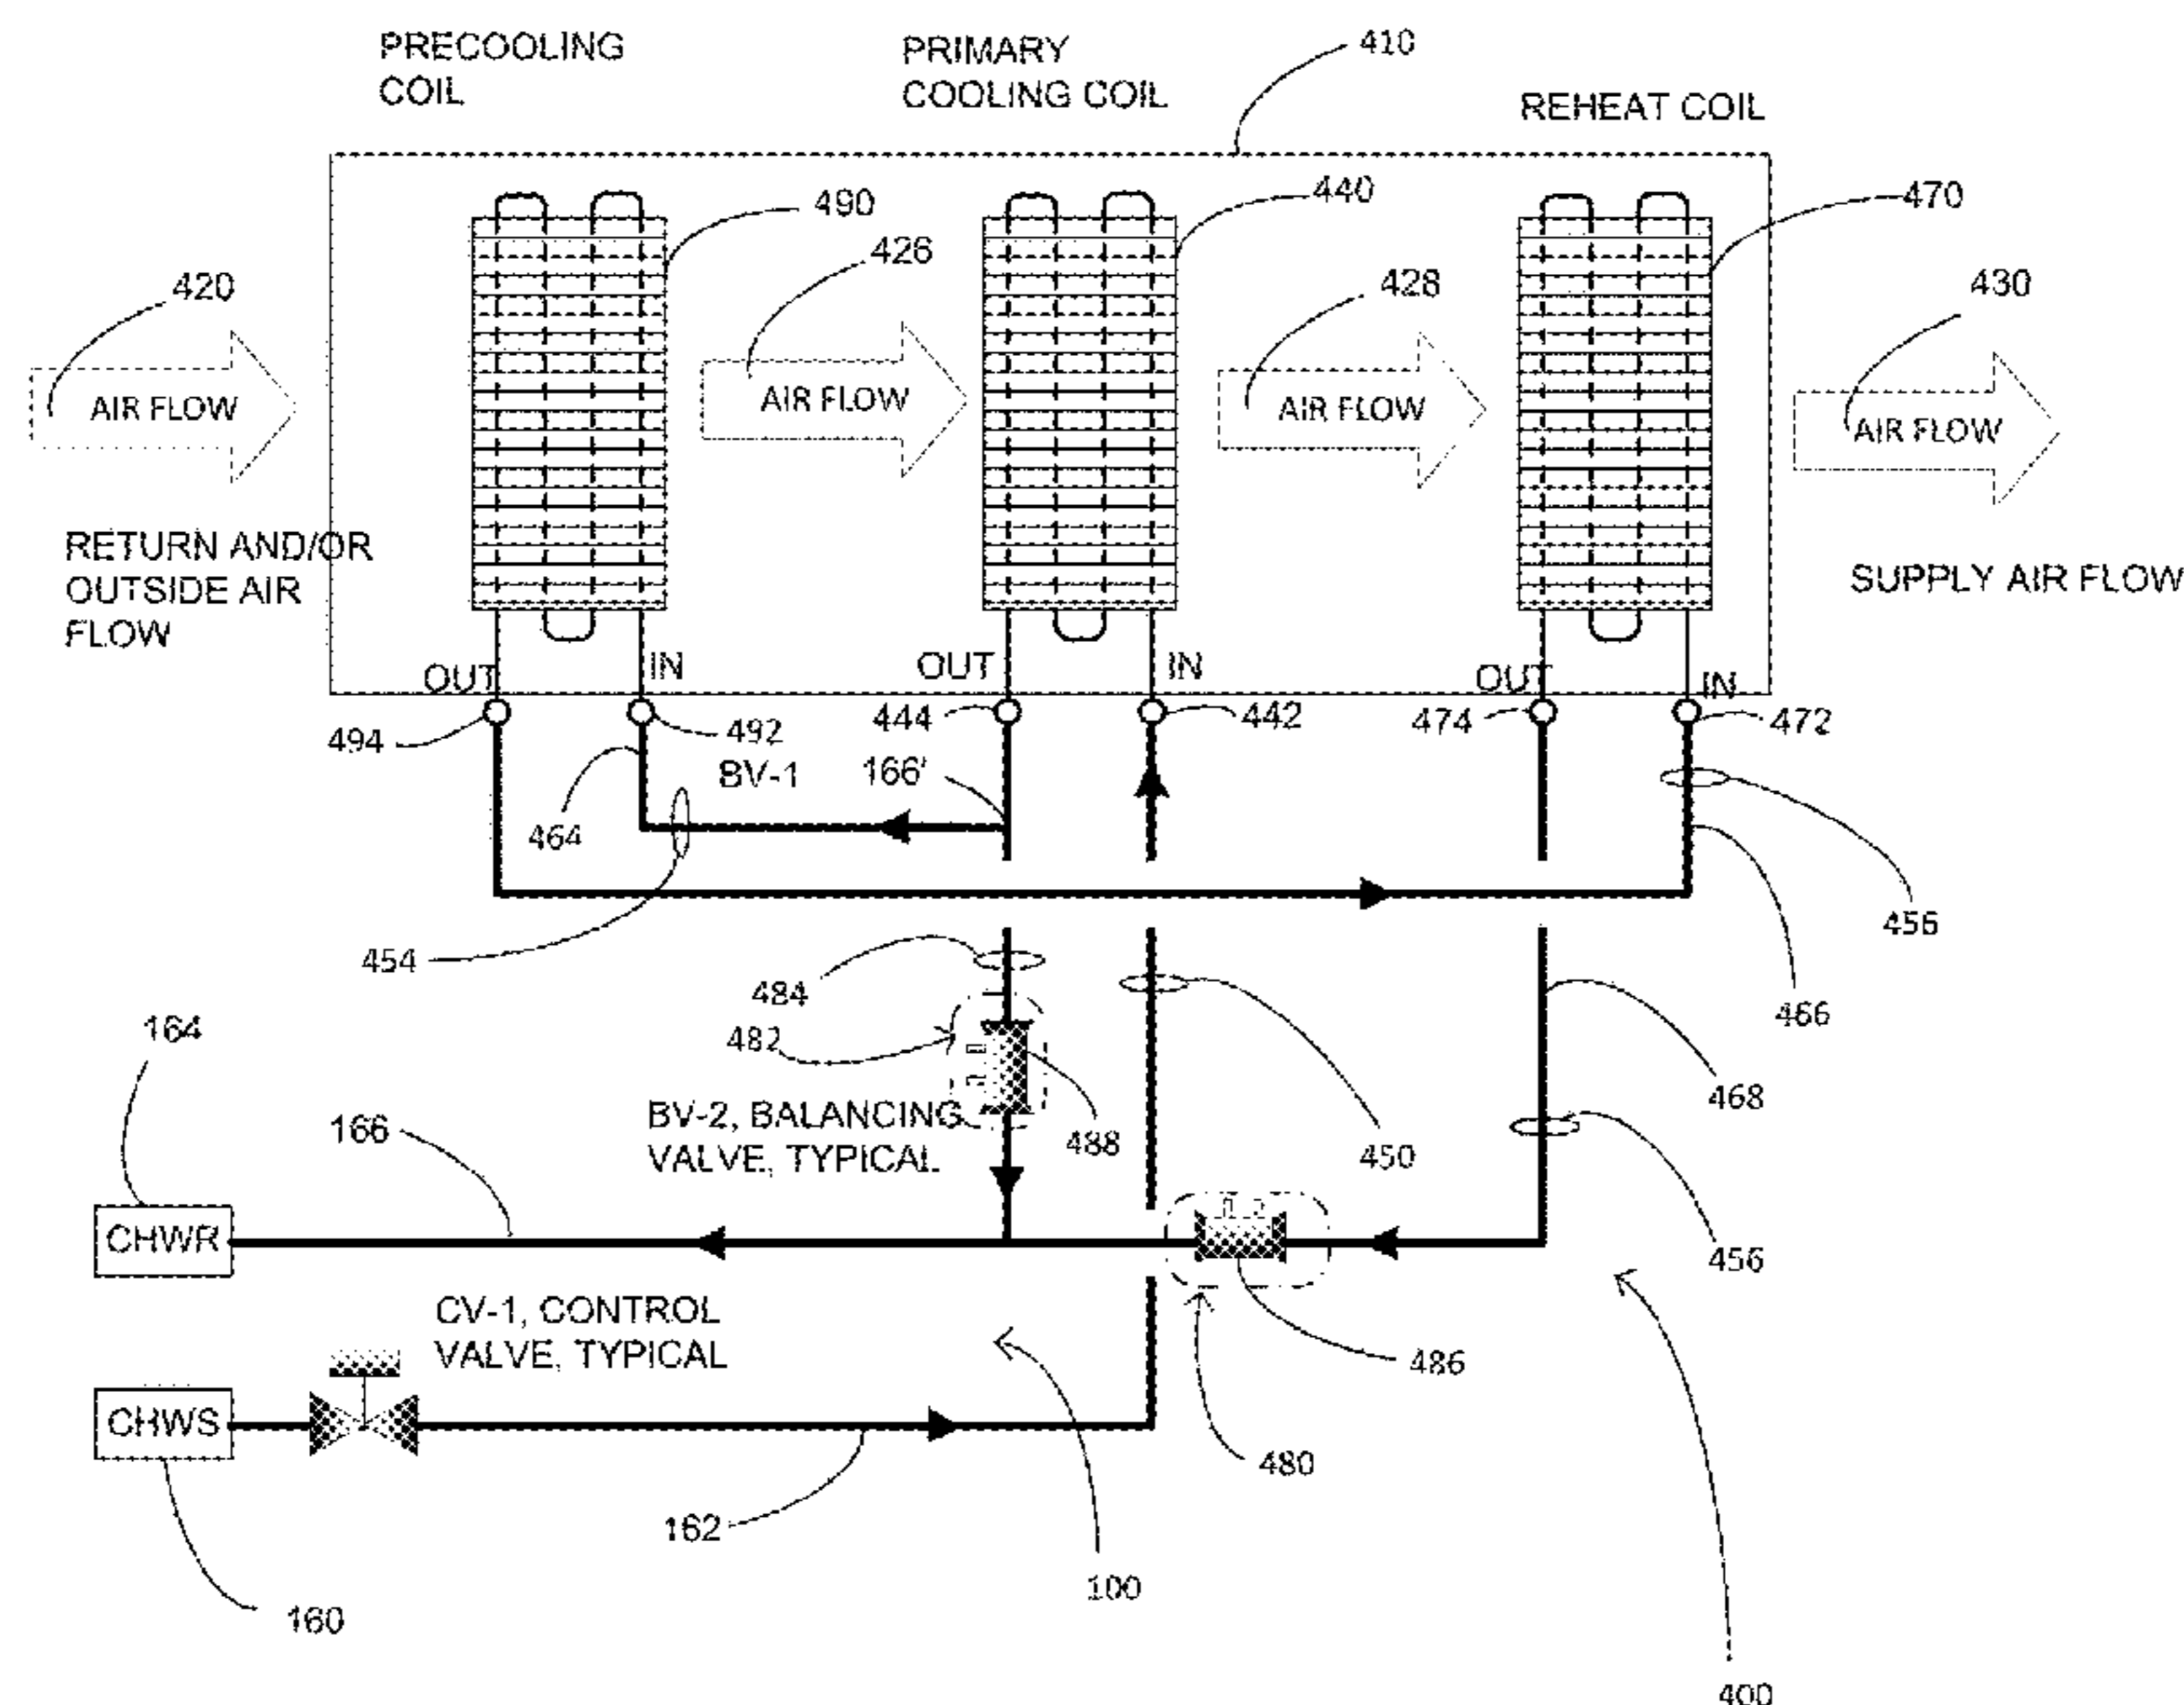 PRECOOLING
COIL
PRIMARY
COOLING COIL
410
REHEAT COIL
490
440
470
420
426
428
430
AIR FLOW
AIR FLOW
AIR FLOW
AIR FLOW
RETURN AND/OR
OUTSIDE AIR
FLOW
SUPPLY AIR FLOW
OUT
IN
OUT
IN
OUT
IN
494
492
444
442
474
472
BV-1
166'
464
454
456
484
466
482
164
468
166
BV-2, BALANCING
VALVE, TYPICAL
488
450
456
CHWR
CV-1, CONTROL
VALVE, TYPICAL
486
CHWS
480
162
100
160
400